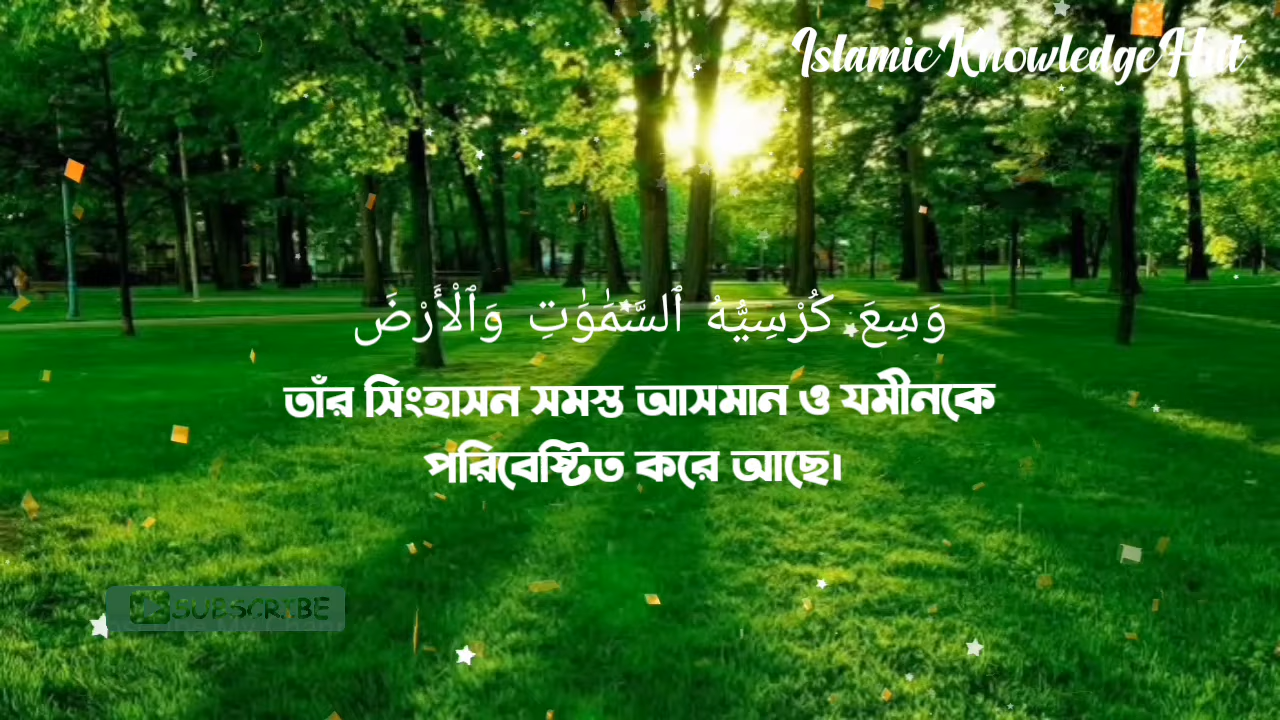 IslamicKnowledgeHut
وَسِعَ كُرْسِيُّهُ ٱلسَّمَٰوَٰتِ وَٱلْأَرْضَ
তাঁর সিংহাসন সমস্ত আসমান ও যমীনকে
পরিবেষ্টিত করে আছে।
SUBSCRIBE